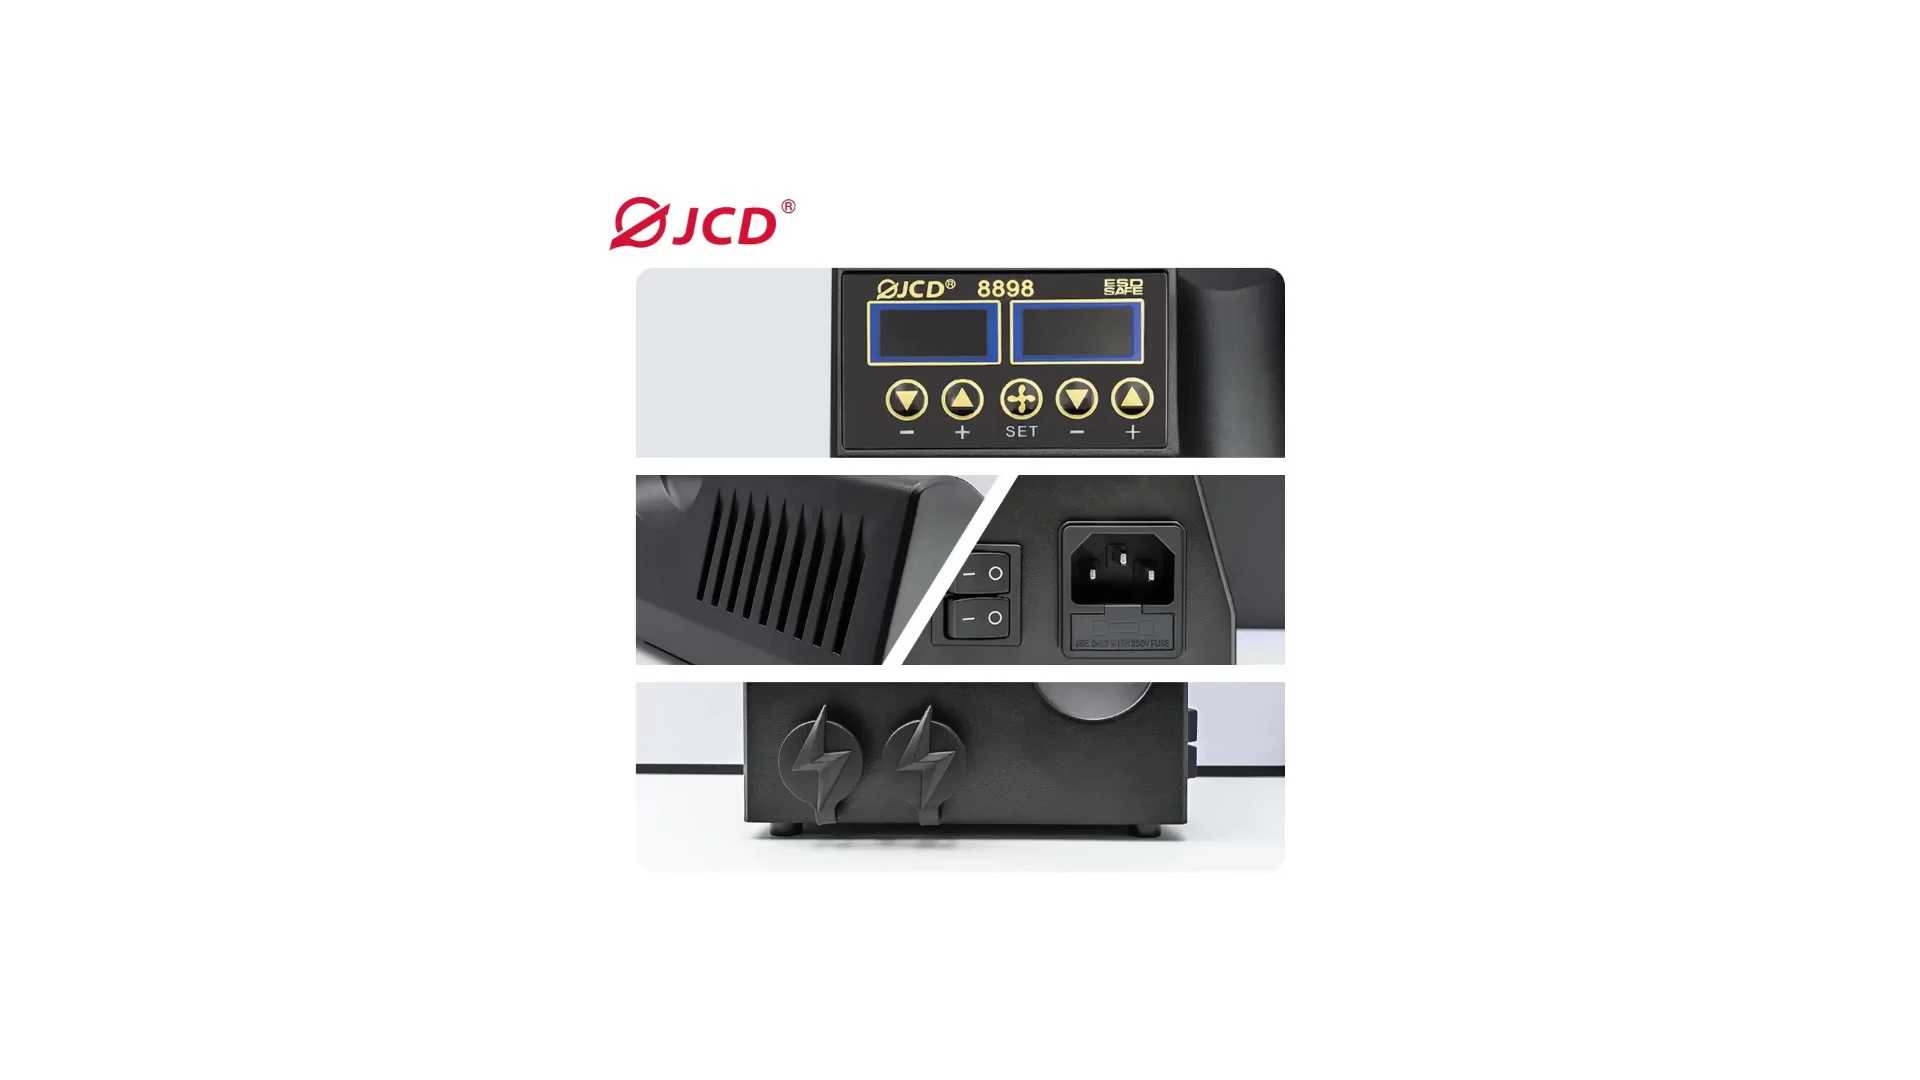 JCD®
JCD® 8898 ESD SAFE
- + SET - +
USE ONLY WITH 250V FUSE